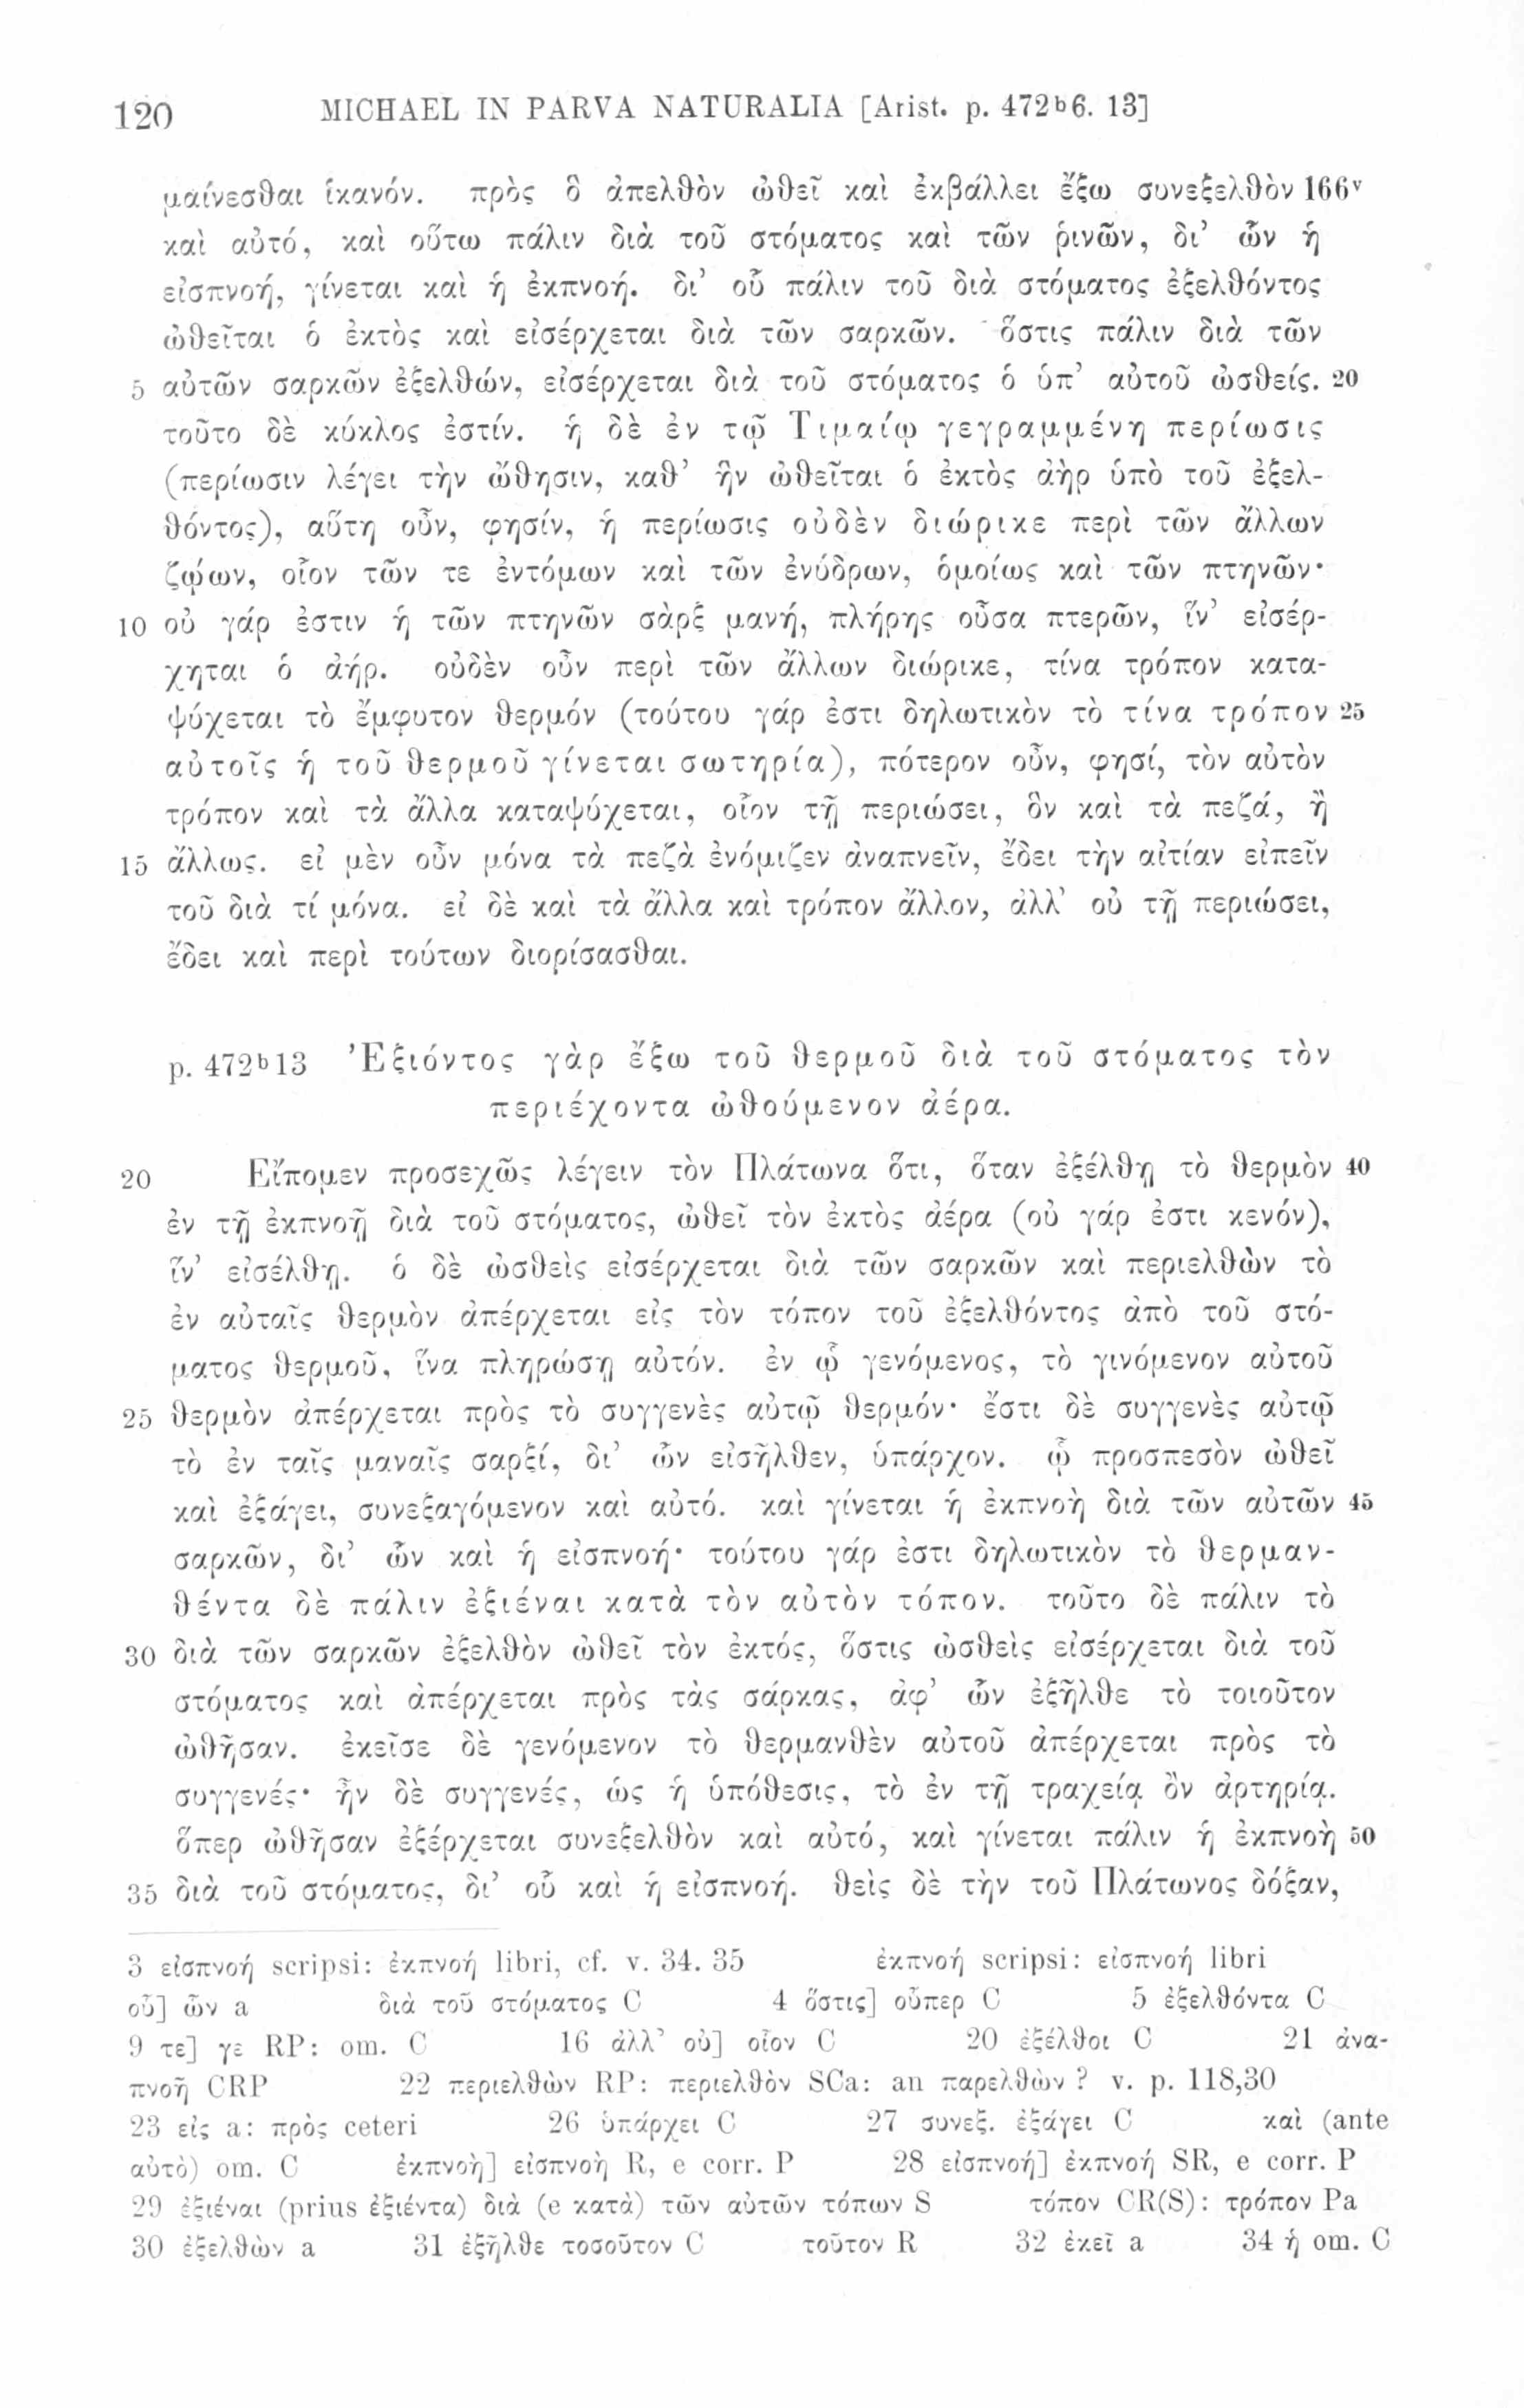 120 MICHAEL IN PARVA NATURALIA [Arist. p. 472ᵇ6. 13]
μαίνεσθαι ἱκανόν. πρὸς ὃ ἀπελθὸν ὠθεῖ καὶ ἐκβάλλει ἔξω συνεξελθὸν 166ᵛ
καὶ αὐτό, καὶ οὕτω πάλιν διὰ τοῦ στόματος καὶ τῶν ῥινῶν, δι’ ὧν ἡ
εἰσπνοή, γίνεται καὶ ἡ ἐκπνοή. δι’ οὗ πάλιν τοῦ διὰ στόματος ἐξελθόντος
ὠθεῖται ὁ ἐκτὸς καὶ εἰσέρχεται διὰ τῶν σαρκῶν. ὅστις πάλιν διὰ τῶν
5 αὐτῶν σαρκῶν ἐξελθών, εἰσέρχεται διὰ τοῦ στόματος ὁ ὑπ’ αὐτοῦ ὠσθείς. 20
τοῦτο δὲ κύκλος ἐστίν. ἡ δὲ ἐν τῷ Τιμαίῳ γεγραμμένη περίωσις
(περίωσιν λέγει τὴν ὤθησιν, καθ’ ἣν ὠθεῖται ὁ ἐκτὸς ἀὴρ ὑπὸ τοῦ ἐξελ-
θόντος), αὕτη οὖν, φησίν, ἡ περίωσις οὐδὲν διώρικε περὶ τῶν ἄλλων
ζῴων, οἷον τῶν τε ἐντόμων καὶ τῶν ἐνύδρων, ὁμοίως καὶ τῶν πτηνῶν·
10 οὐ γάρ ἐστιν ἡ τῶν πτηνῶν σὰρξ μανή, πλήρης οὖσα πτερῶν, ἵν’ εἰσέρ-
χηται ὁ ἀήρ. οὐδὲν οὖν περὶ τῶν ἄλλων διώρικε, τίνα τρόπον κατα-
ψύχεται τὸ ἔμφυτον θερμόν (τούτου γάρ ἐστι δηλωτικὸν τὸ τίνα τρόπον 25
αὐτοῖς ἡ τοῦ θερμοῦ γίνεται σωτηρία), πότερον οὖν, φησί, τὸν αὐτὸν
τρόπον καὶ τὰ ἄλλα καταψύχεται, οἷον τῇ περιώσει, ὃν καὶ τὰ πεζά, ἢ
15 ἄλλως. εἰ μὲν οὖν μόνα τὰ πεζὰ ἐνόμιζεν ἀναπνεῖν, ἔδει τὴν αἰτίαν εἰπεῖν
τοῦ διὰ τί μόνα. εἰ δὲ καὶ τὰ ἄλλα καὶ τρόπον ἄλλον, ἀλλ’ οὐ τῇ περιώσει,
ἔδει καὶ περὶ τούτων διορίσασθαι.
p. 472ᵇ13 Ἐξιόντος γὰρ ἔξω τοῦ θερμοῦ διὰ τοῦ στόματος τὸν
περιέχοντα ὠθούμενον ἀέρα.
20 Εἴπομεν προσεχῶς λέγειν τὸν Πλάτωνα ὅτι, ὅταν ἐξέλθῃ τὸ θερμὸν 40
ἐν τῇ ἐκπνοῇ διὰ τοῦ στόματος, ὠθεῖ τὸν ἐκτὸς ἀέρα (οὐ γάρ ἐστι κενόν),
ἵν’ εἰσέλθῃ. ὁ δὲ ὠσθεὶς εἰσέρχεται διὰ τῶν σαρκῶν καὶ περιελθὼν τὸ
ἐν αὐταῖς θερμὸν ἀπέρχεται εἰς τὸν τόπον τοῦ ἐξελθόντος ἀπὸ τοῦ στό-
ματος θερμοῦ, ἵνα πληρώσῃ αὐτόν. ἐν ᾧ γενόμενος, τὸ γινόμενον αὐτοῦ
25 θερμὸν ἀπέρχεται πρὸς τὸ συγγενὲς αὐτῷ θερμόν· ἔστι δὲ συγγενὲς αὐτῷ
τὸ ἐν ταῖς μαναῖς σαρξί, δι’ ὧν εἰσῆλθεν, ὑπάρχον. ᾧ προσπεσὸν ὠθεῖ
καὶ ἐξάγει, συνεξαγόμενον καὶ αὐτό. καὶ γίνεται ἡ ἐκπνοὴ διὰ τῶν αὐτῶν 45
σαρκῶν, δι’ ὧν καὶ ἡ εἰσπνοή· τούτου γάρ ἐστι δηλωτικὸν τὸ θερμαν-
θέντα δὲ πάλιν ἐξιέναι κατὰ τὸν αὐτὸν τόπον. τοῦτο δὲ πάλιν τὸ
30 διὰ τῶν σαρκῶν ἐξελθὸν ὠθεῖ τὸν ἐκτός, ὅστις ὠσθεὶς εἰσέρχεται διὰ τοῦ
στόματος καὶ ἀπέρχεται πρὸς τὰς σάρκας, ἀφ’ ὧν ἐξῆλθε τὸ τοιοῦτον
ὠθῆσαν. ἐκεῖσε δὲ γενόμενον τὸ θερμανθὲν αὐτοῦ ἀπέρχεται πρὸς τὸ
συγγενές· ἦν δὲ συγγενές, ὡς ἡ ὑπόθεσις, τὸ ἐν τῇ τραχείᾳ ὂν ἀρτηρίᾳ.
ὅπερ ὠθῆσαν ἐξέρχεται συνεξελθὸν καὶ αὐτό, καὶ γίνεται πάλιν ἡ ἐκπνοὴ 50
35 διὰ τοῦ στόματος, δι’ οὗ καὶ ἡ εἰσπνοή. θεὶς δὲ τὴν τοῦ Πλάτωνος δόξαν,
3 εἰσπνοή scripsi: ἐκπνοή libri, cf. v. 34. 35 ἐκπνοή scripsi: εἰσπνοή libri
οὗ] ὧν a διὰ τοῦ στόματος C 4 ὅστις] οὗπερ C 5 ἐξελθόντα C
9 τε] γε RP: om. C 16 ἀλλ’ οὐ] οἷον C 20 ἐξέλθοι C 21 ἀνα-
πνοῇ CRP 22 περιελθὼν RP: περιελθὸν SCa: an παρελθὼν? v. p. 118,30
23 εἰς a: πρὸς ceteri 26 ὑπάρχει C 27 συνεξ. ἐξάγει C καὶ (ante
αὐτὸ) om. C ἐκπνοὴ] εἰσπνοὴ R, e corr. P 28 εἰσπνοή] ἐκπνοή SR, e corr. P
29 ἐξιέναι (prius ἐξιέντα) διὰ (e κατὰ) τῶν αὐτῶν τόπων S τόπον CR(S): τρόπον Pa
30 ἐξελθὼν a 31 ἐξῆλθε τοσοῦτον C τοῦτον R 32 ἐκεῖ a 34 ἡ om. C